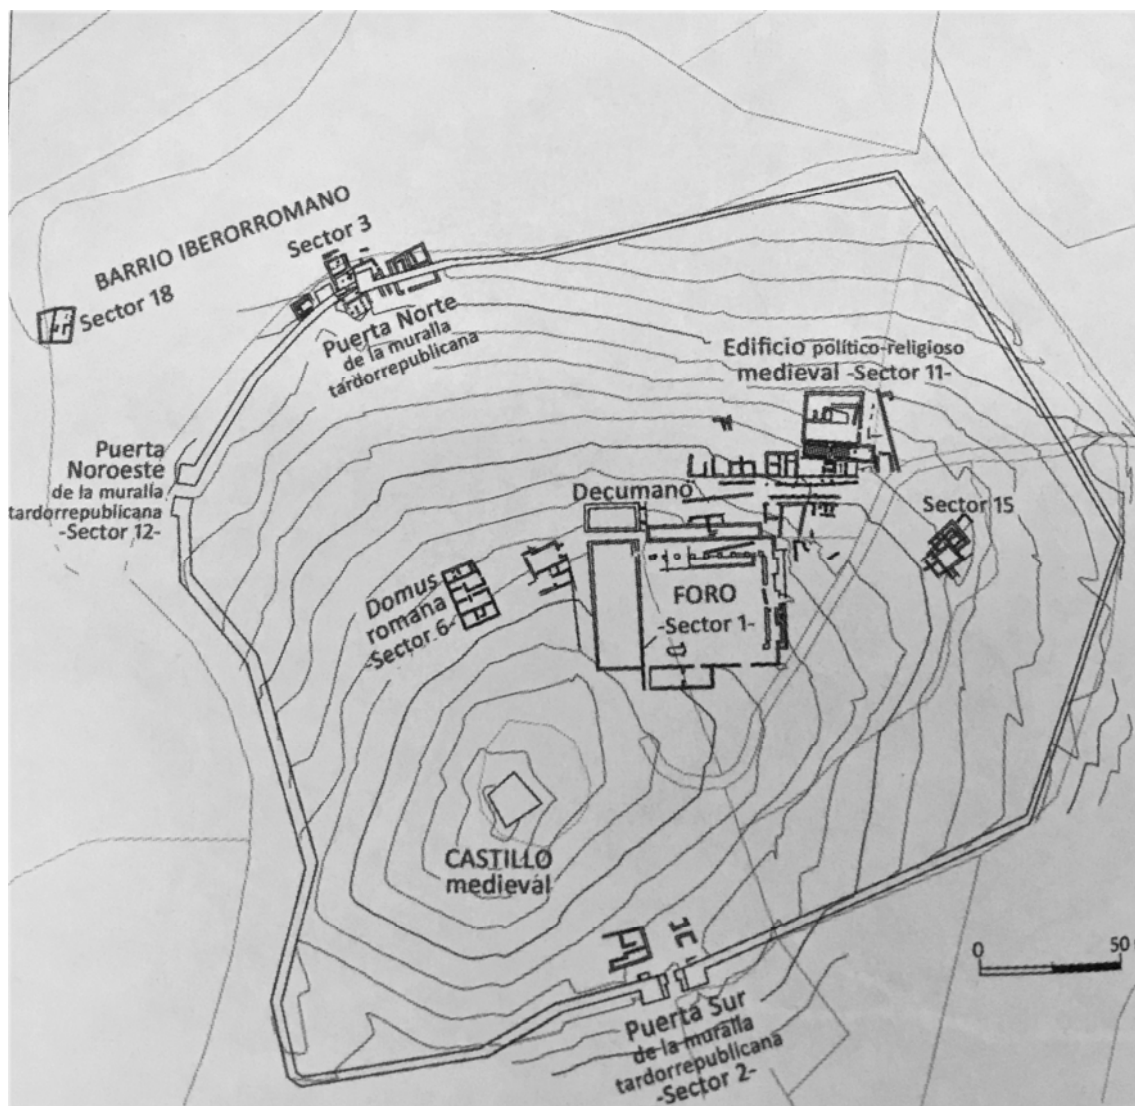 BARRIO IBERORROMANO
Sector 3
Sector 18
Puerta Norte
de la muralla
tardorrepublicana
Edificio político-religioso
medieval -Sector 11-
Puerta
Noroeste
de la muralla
tardorrepublicana
-Sector 12-
Decumano
Sector 15
Domus
romana
-Sector 6-
FORO
-Sector 1-
CASTILLO
medieval
0 50
Puerta Sur
de la muralla
tardorrepublicana
-Sector 2-